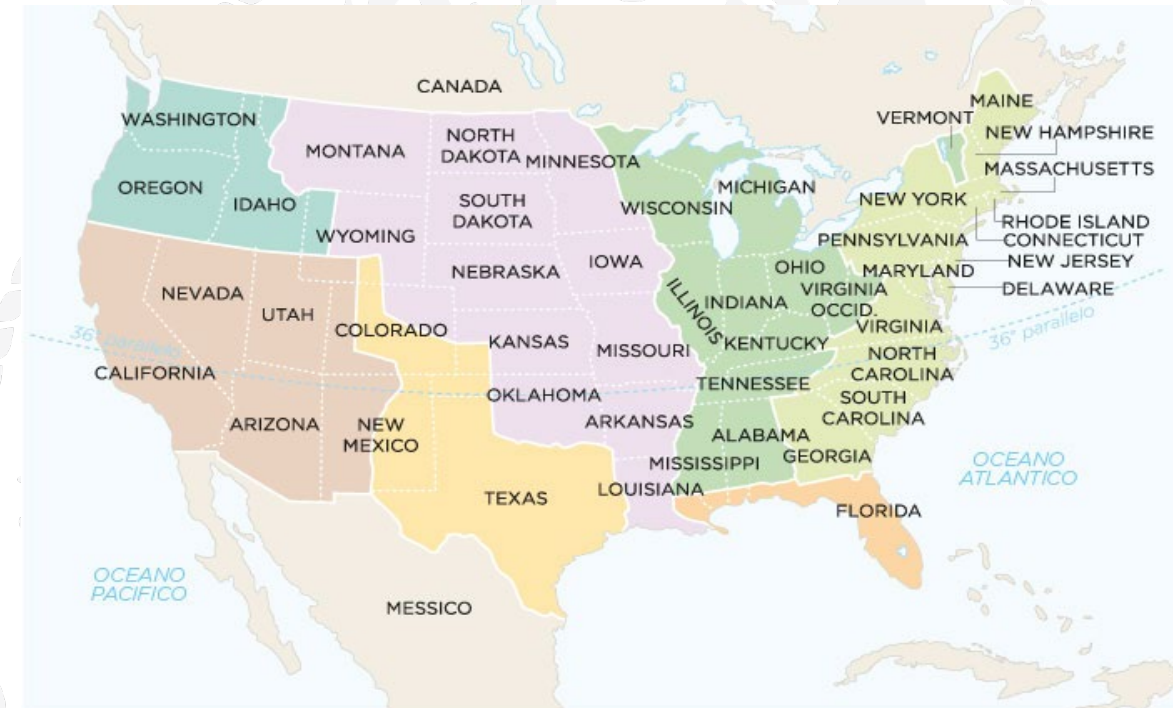 CANADA
WASHINGTON
MONTANA
NORTH
DAKOTA
MINNESOTA
VERMONT
MAINE
NEW HAMPSHIRE
MASSACHUSETTS
OREGON
IDAHO
SOUTH
DAKOTA
WISCONSIN
MICHIGAN
NEW YORK
RHODE ISLAND
CONNECTICUT
NEW JERSEY
DELAWARE
WYOMING
NEBRASKA
IOWA
ILLINOIS
INDIANA
OHIO
PENNSYLVANIA
MARYLAND
VIRGINIA
OCCID.
VIRGINIA
NEVADA
UTAH
COLORADO
KANSAS
MISSOURI
KENTUCKY
36° parallelo
36° parallelo
CALIFORNIA
ARIZONA
NEW
MEXICO
OKLAHOMA
ARKANSAS
TENNESSEE
NORTH
CAROLINA
SOUTH
CAROLINA
ALABAMA
GEORGIA
MISSISSIPPI
LOUISIANA
TEXAS
FLORIDA
OCEANO
ATLANTICO
OCEANO
PACIFICO
MESSICO